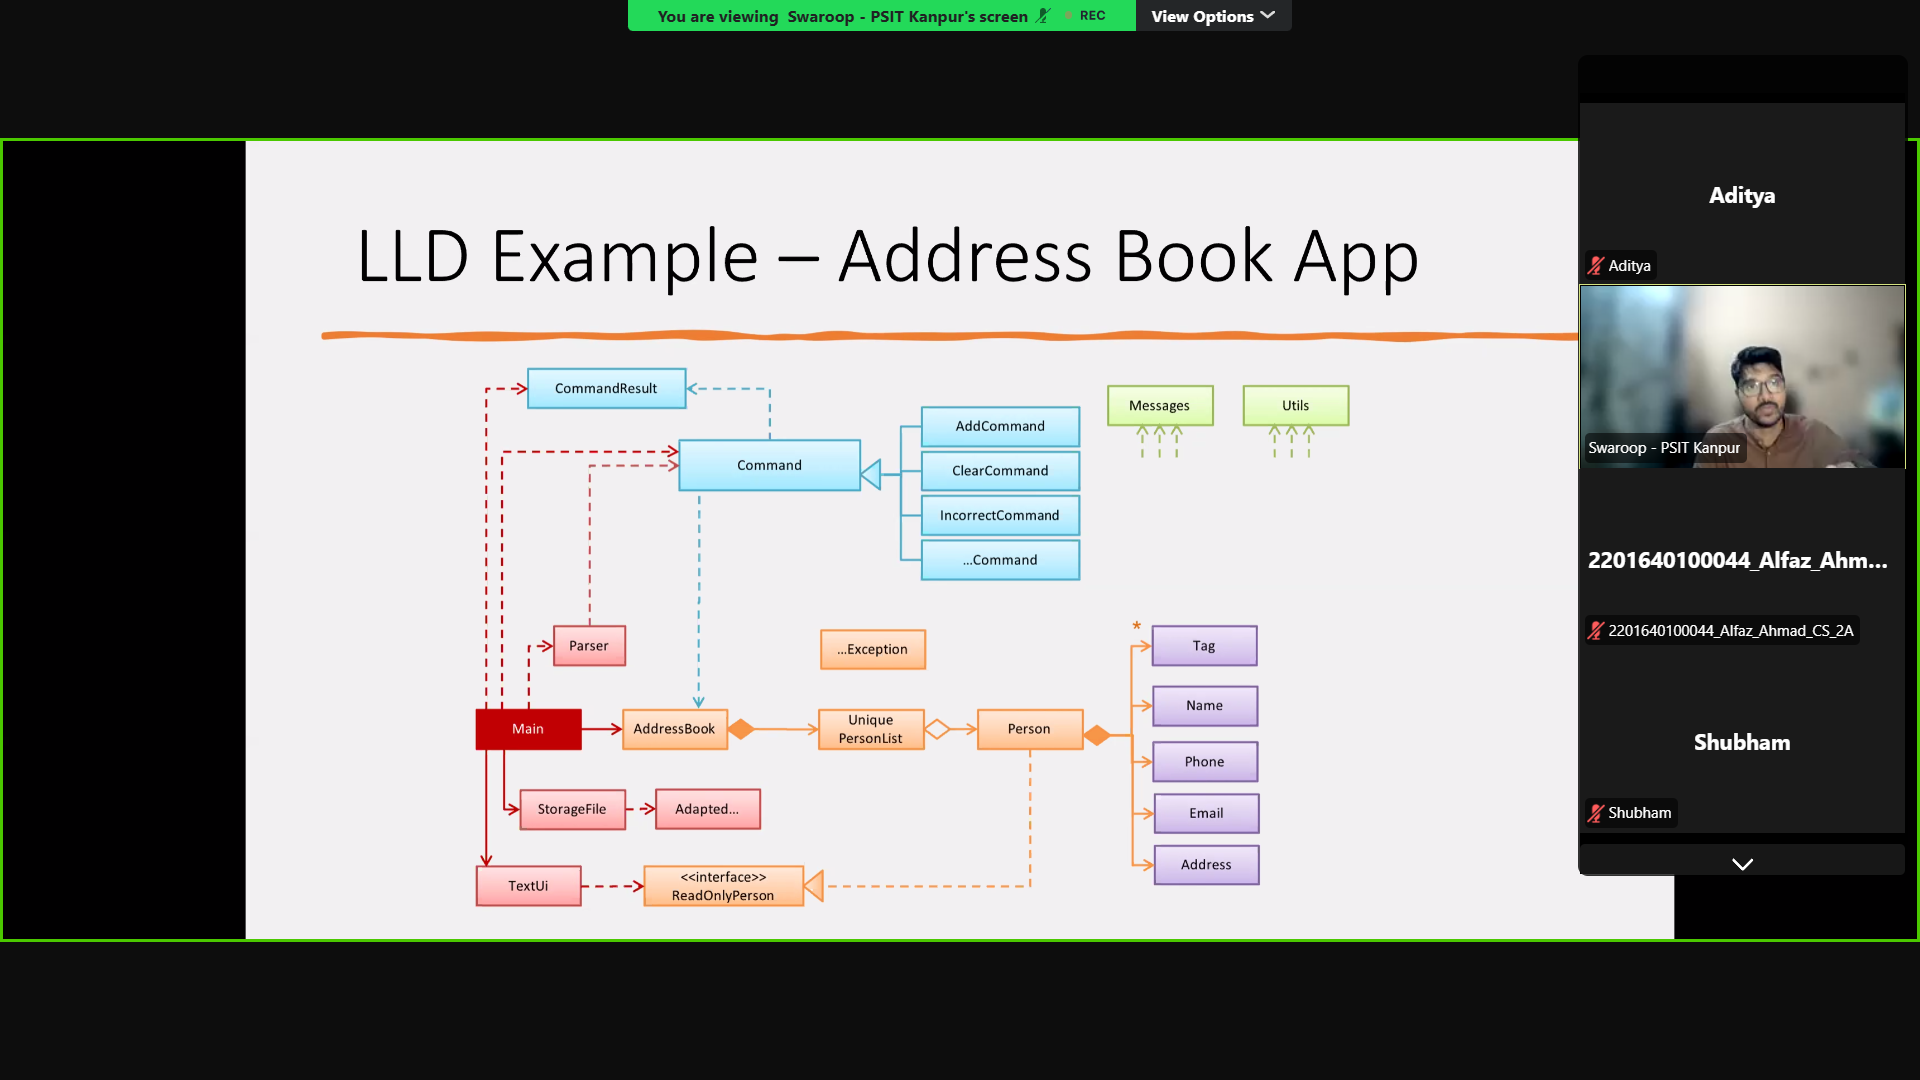 You are viewing Swaroop - PSIT Kanpur's screen
REC
View Options
LLD Example – Address Book App
CommandResult
Command
AddCommand
ClearCommand
IncorrectCommand
...Command
Messages
Utils
Parser
...Exception
*
Tag
Name
Phone
Email
Address
Main
AddressBook
Unique
PersonList
Person
StorageFile
Adapted...
TextUi
<<interface>>
ReadOnlyPerson
Aditya
Aditya
Swaroop - PSIT Kanpur
2201640100044_Alfaz_Ahm...
2201640100044_Alfaz_Ahmad_CS_2A
Shubham
Shubham